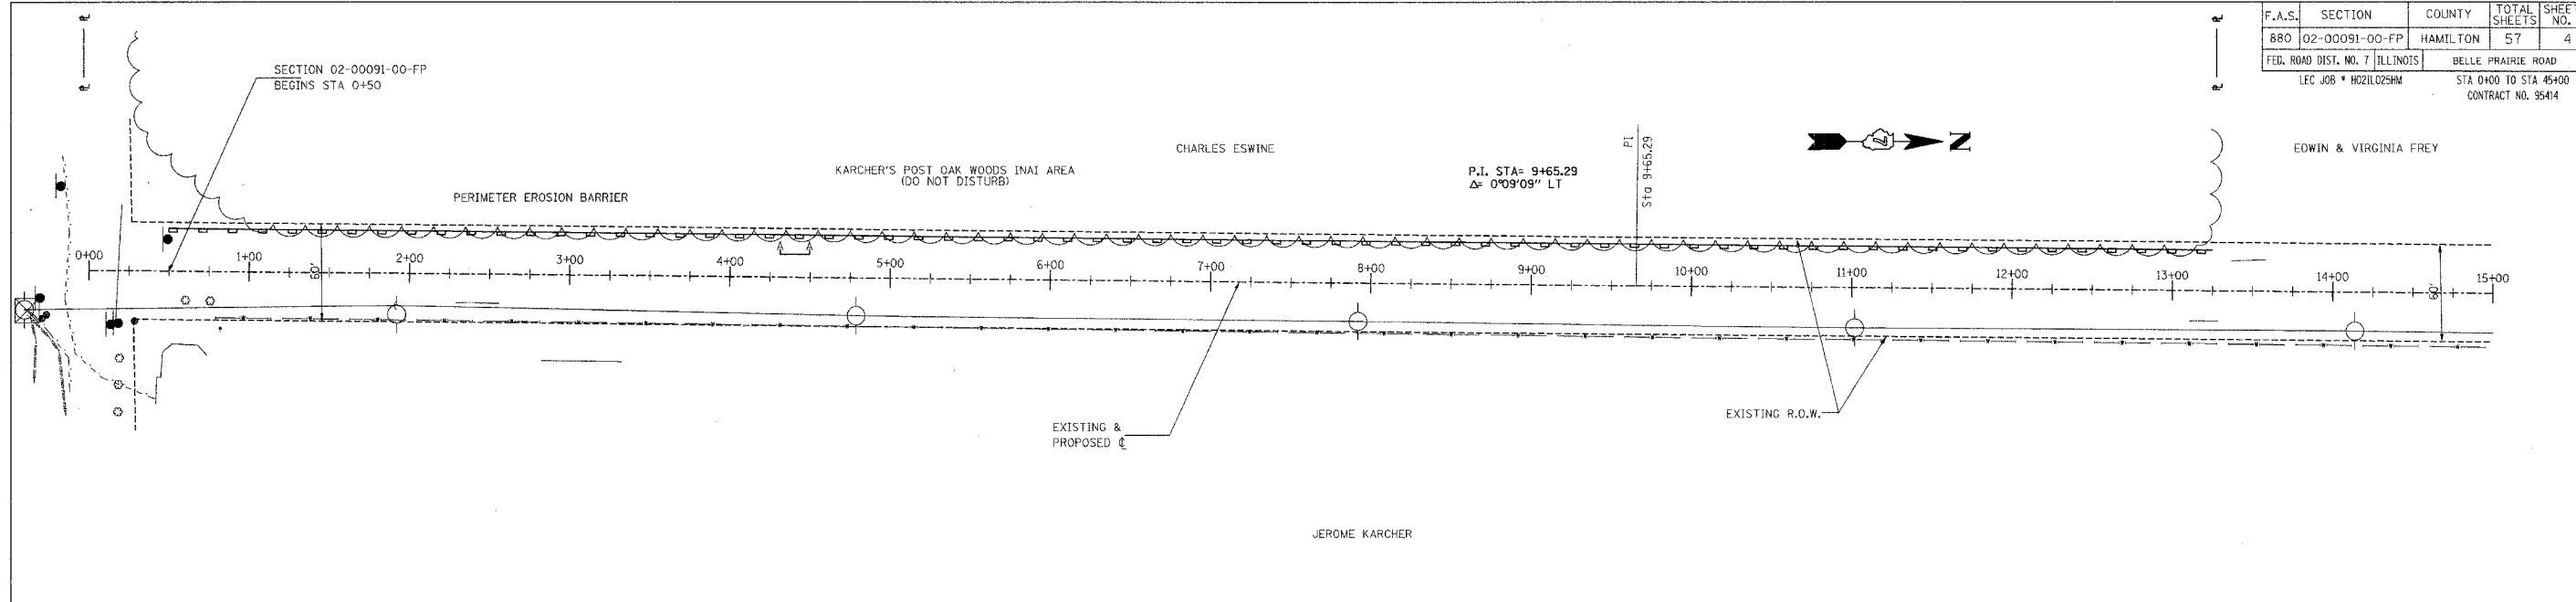 F.A.S. SECTION COUNTY TOTAL SHEETS SHEET NO.
880 02-00091-00-FP HAMILTON 57 4
FED. ROAD DIST. NO. 7 ILLINOIS BELLE PRAIRIE ROAD
LEC JOB # H02IL025HM STA 0+00 TO STA 45+00
CONTRACT NO. 95414
SECTION 02-00091-00-FP
BEGINS STA 0+50
CHARLES ESWINE
KARCHER'S POST OAK WOODS INAI AREA
(DO NOT DISTURB)
PERIMETER EROSION BARRIER
P.I. STA= 9+65.29
Δ= 0°09'09" LT
PI
Sta 9+65.29
N
EDWIN & VIRGINIA FREY
0+00 1+00 2+00 3+00 4+00 5+00 6+00 7+00 8+00 9+00 10+00 11+00 12+00 13+00 14+00 15+00
60'
60'
EXISTING &
PROPOSED ℄
EXISTING R.O.W.
JEROME KARCHER